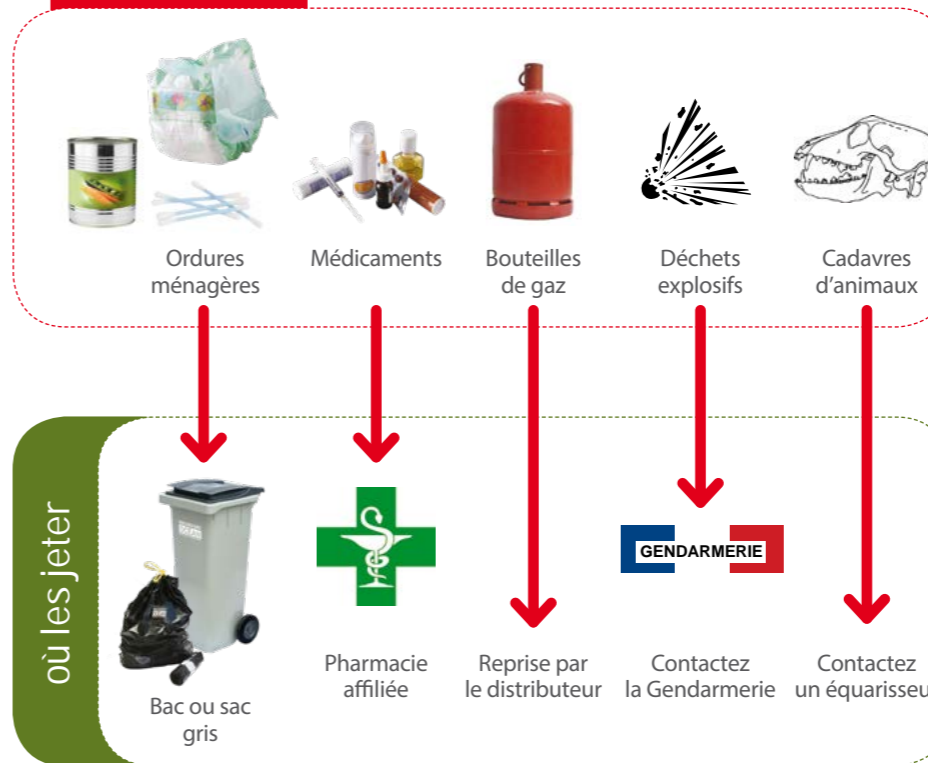 Ordures
ménagères
Médicaments
Bouteilles
de gaz
Déchets
explosifs
Cadavres
d'animaux
où les jeter
GENDARMERIE
Bac ou sac
gris
Pharmacie
affiliée
Reprise par
le distributeur
Contactez
la Gendarmerie
Contactez
un équarisseu